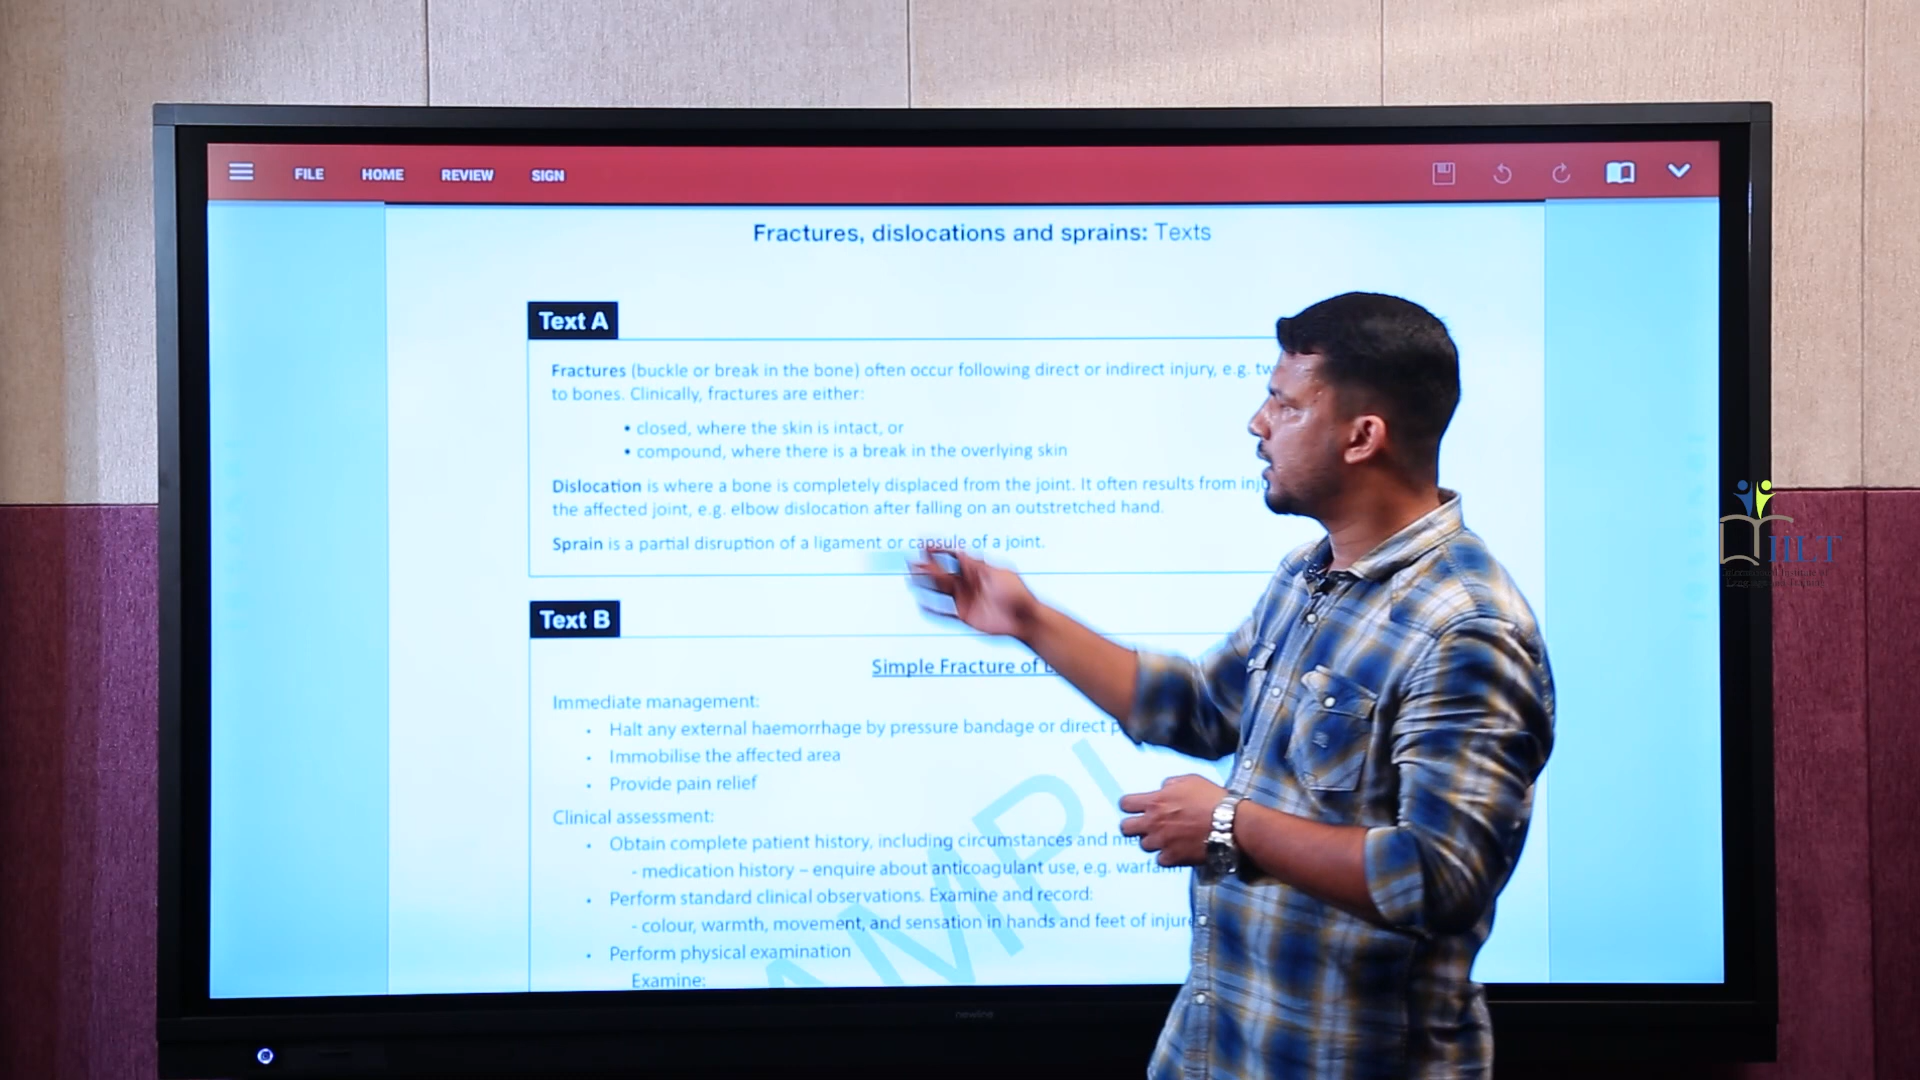 FILE HOME REVIEW SIGN
Fractures, dislocations and sprains: Texts
Text A
Fractures (buckle or break in the bone) often occur following direct or indirect injury, e.g. tw
to bones. Clinically, fractures are either:
• closed, where the skin is intact, or
• compound, where there is a break in the overlying skin
Dislocation is where a bone is completely displaced from the joint. It often results from inj
the affected joint, e.g. elbow dislocation after falling on an outstretched hand.
Sprain is a partial disruption of a ligament or capsule of a joint.
IILT
Text B
Simple Fracture of
Immediate management:
• Halt any external haemorrhage by pressure bandage or direct p
• Immobilise the affected area
• Provide pain relief
Clinical assessment:
• Obtain complete patient history, including circumstances and me
- medication history – enquire about anticoagulant use, e.g. warfarin
• Perform standard clinical observations. Examine and record:
- colour, warmth, movement, and sensation in hands and feet of injure
• Perform physical examination
Examine:
AMPL
newline